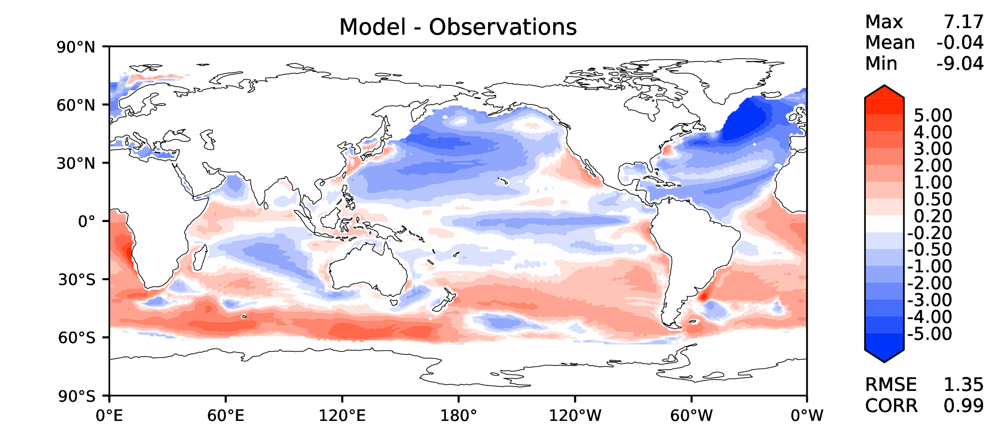 Model - Observations
Max 7.17
Mean -0.04
Min -9.04
90°N
60°N
30°N
0°
30°S
60°S
90°S
0°E 60°E 120°E 180° 120°W 60°W 0°W
5.00
4.00
3.00
2.00
1.00
0.50
0.20
-0.20
-0.50
-1.00
-2.00
-3.00
-4.00
-5.00
RMSE 1.35
CORR 0.99